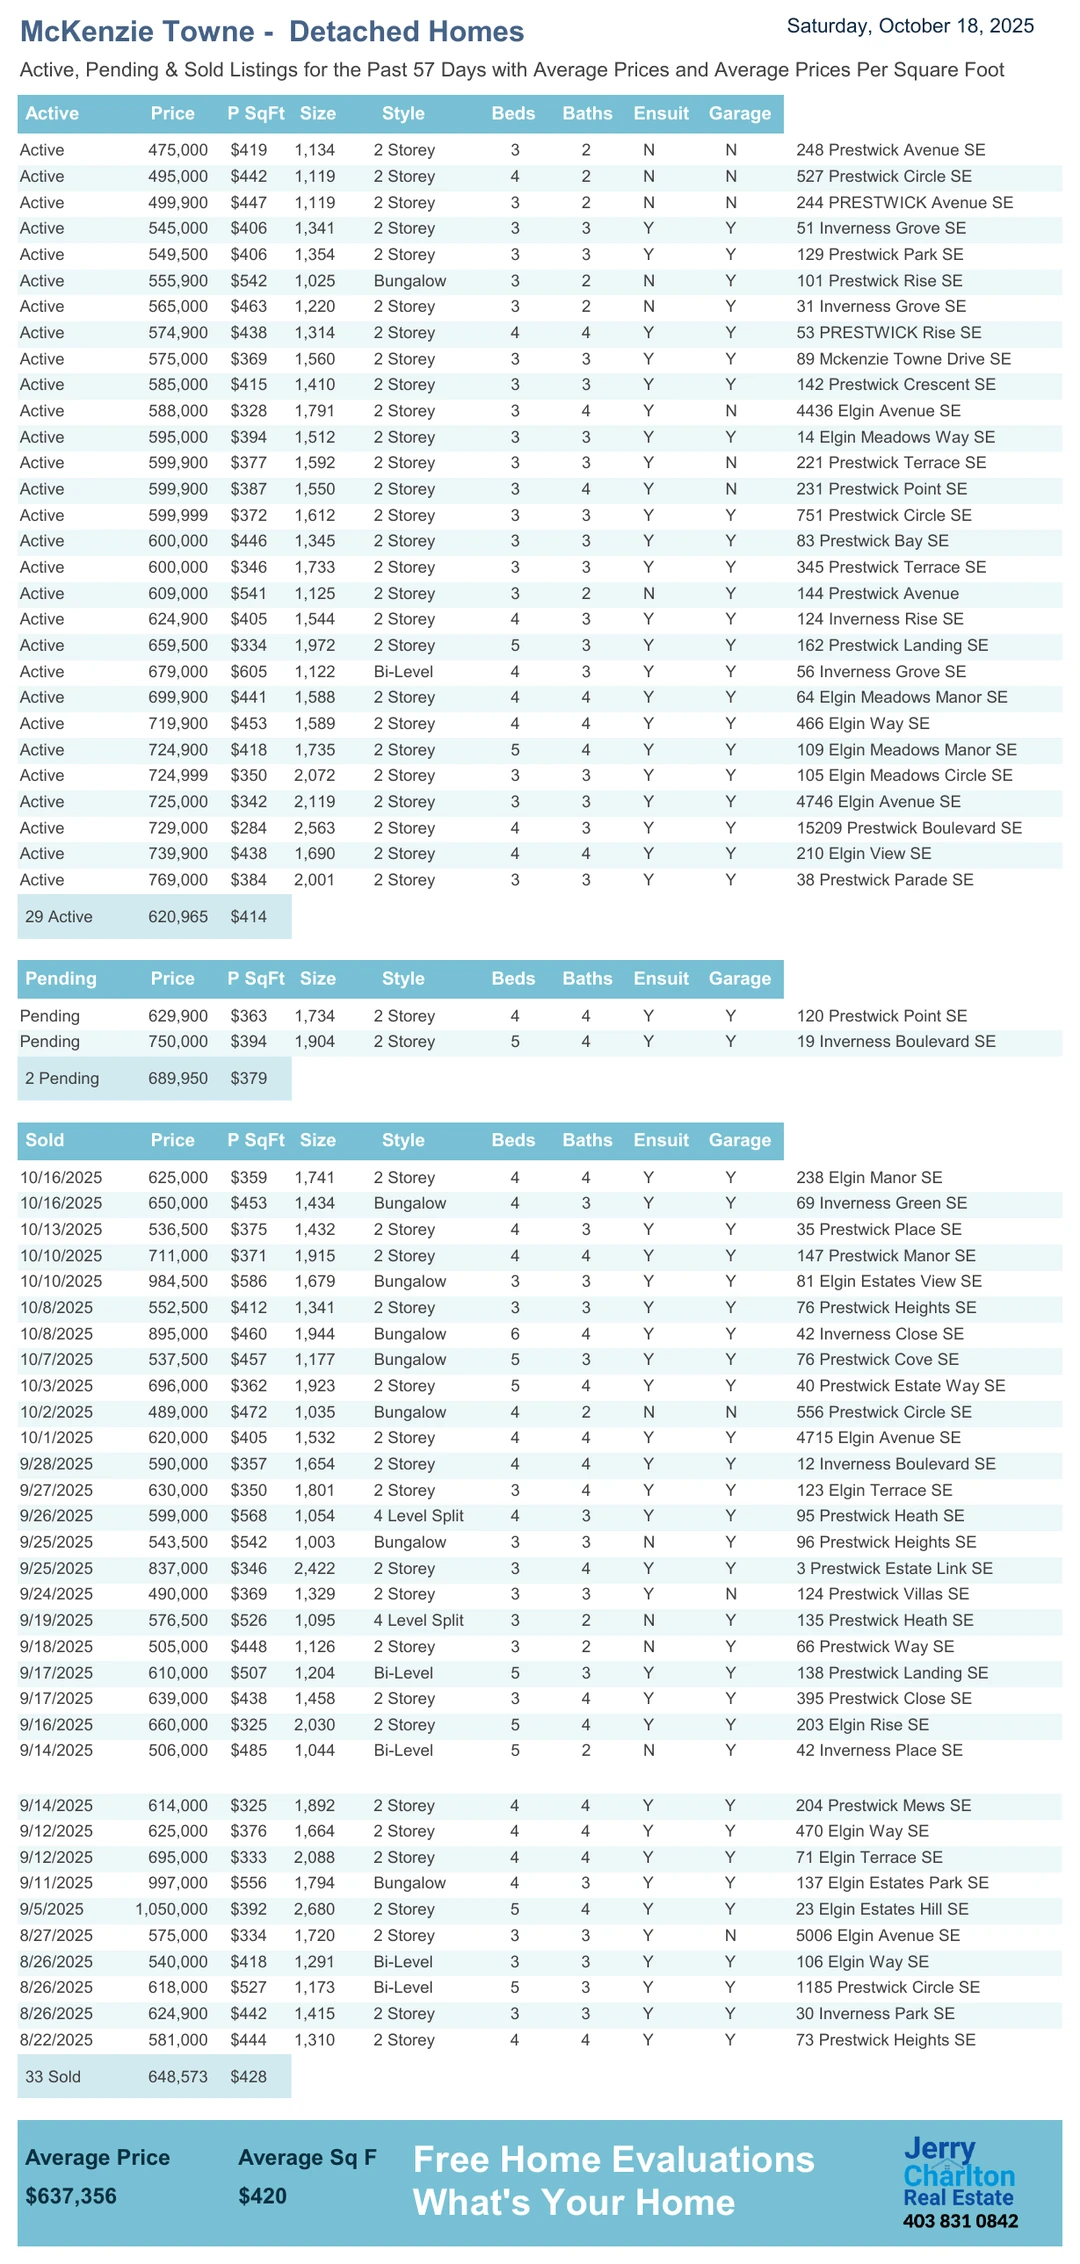 McKenzie Towne - Detached Homes Saturday, October 18, 2025
Active, Pending & Sold Listings for the Past 57 Days with Average Prices and Average Prices Per Square Foot
Active Price P SqFt Size Style Beds Baths Ensuit Garage
Active 475,000 $419 1,134 2 Storey 3 2 N N 248 Prestwick Avenue SE
Active 495,000 $442 1,119 2 Storey 4 2 N N 527 Prestwick Circle SE
Active 499,900 $447 1,119 2 Storey 3 2 N N 244 PRESTWICK Avenue SE
Active 545,000 $406 1,341 2 Storey 3 3 Y Y 51 Inverness Grove SE
Active 549,500 $406 1,354 2 Storey 3 3 Y Y 129 Prestwick Park SE
Active 555,900 $542 1,025 Bungalow 3 2 N Y 101 Prestwick Rise SE
Active 565,000 $463 1,220 2 Storey 3 2 N Y 31 Inverness Grove SE
Active 574,900 $438 1,314 2 Storey 4 4 Y Y 53 PRESTWICK Rise SE
Active 575,000 $369 1,560 2 Storey 3 3 Y Y 89 Mckenzie Towne Drive SE
Active 585,000 $415 1,410 2 Storey 3 3 Y Y 142 Prestwick Crescent SE
Active 588,000 $328 1,791 2 Storey 3 4 Y N 4436 Elgin Avenue SE
Active 595,000 $394 1,512 2 Storey 3 3 Y Y 14 Elgin Meadows Way SE
Active 599,900 $377 1,592 2 Storey 3 3 Y N 221 Prestwick Terrace SE
Active 599,900 $387 1,550 2 Storey 3 4 Y N 231 Prestwick Point SE
Active 599,999 $372 1,612 2 Storey 3 3 Y Y 751 Prestwick Circle SE
Active 600,000 $446 1,345 2 Storey 3 3 Y Y 83 Prestwick Bay SE
Active 600,000 $346 1,733 2 Storey 3 3 Y Y 345 Prestwick Terrace SE
Active 609,000 $541 1,125 2 Storey 3 2 N Y 144 Prestwick Avenue
Active 624,900 $405 1,544 2 Storey 4 3 Y Y 124 Inverness Rise SE
Active 659,500 $334 1,972 2 Storey 5 3 Y Y 162 Prestwick Landing SE
Active 679,000 $605 1,122 Bi-Level 4 3 Y Y 56 Inverness Grove SE
Active 699,900 $441 1,588 2 Storey 4 4 Y Y 64 Elgin Meadows Manor SE
Active 719,900 $453 1,589 2 Storey 4 4 Y Y 466 Elgin Way SE
Active 724,900 $418 1,735 2 Storey 5 4 Y Y 109 Elgin Meadows Manor SE
Active 724,999 $350 2,072 2 Storey 3 3 Y Y 105 Elgin Meadows Circle SE
Active 725,000 $342 2,119 2 Storey 3 3 Y Y 4746 Elgin Avenue SE
Active 729,000 $284 2,563 2 Storey 4 3 Y Y 15209 Prestwick Boulevard SE
Active 739,900 $438 1,690 2 Storey 4 4 Y Y 210 Elgin View SE
Active 769,000 $384 2,001 2 Storey 3 3 Y Y 38 Prestwick Parade SE
29 Active 620,965 $414
Pending Price P SqFt Size Style Beds Baths Ensuit Garage
Pending 629,900 $363 1,734 2 Storey 4 4 Y Y 120 Prestwick Point SE
Pending 750,000 $394 1,904 2 Storey 5 4 Y Y 19 Inverness Boulevard SE
2 Pending 689,950 $379
Sold Price P SqFt Size Style Beds Baths Ensuit Garage
10/16/2025 625,000 $359 1,741 2 Storey 4 4 Y Y 238 Elgin Manor SE
10/16/2025 650,000 $453 1,434 Bungalow 4 3 Y Y 69 Inverness Green SE
10/13/2025 536,500 $375 1,432 2 Storey 4 3 Y Y 35 Prestwick Place SE
10/10/2025 711,000 $371 1,915 2 Storey 4 4 Y Y 147 Prestwick Manor SE
10/10/2025 984,500 $586 1,679 Bungalow 3 3 Y Y 81 Elgin Estates View SE
10/8/2025 552,500 $412 1,341 2 Storey 3 3 Y Y 76 Prestwick Heights SE
10/8/2025 895,000 $460 1,944 Bungalow 6 4 Y Y 42 Inverness Close SE
10/7/2025 537,500 $457 1,177 Bungalow 5 3 Y Y 76 Prestwick Cove SE
10/3/2025 696,000 $362 1,923 2 Storey 5 4 Y Y 40 Prestwick Estate Way SE
10/2/2025 489,000 $472 1,035 Bungalow 4 2 N N 556 Prestwick Circle SE
10/1/2025 620,000 $405 1,532 2 Storey 4 4 Y Y 4715 Elgin Avenue SE
9/28/2025 590,000 $357 1,654 2 Storey 4 4 Y Y 12 Inverness Boulevard SE
9/27/2025 630,000 $350 1,801 2 Storey 3 4 Y Y 123 Elgin Terrace SE
9/26/2025 599,000 $568 1,054 4 Level Split 4 3 Y Y 95 Prestwick Heath SE
9/25/2025 543,500 $542 1,003 Bungalow 3 3 N Y 96 Prestwick Heights SE
9/25/2025 837,000 $346 2,422 2 Storey 3 4 Y Y 3 Prestwick Estate Link SE
9/24/2025 490,000 $369 1,329 2 Storey 3 3 Y N 124 Prestwick Villas SE
9/19/2025 576,500 $526 1,095 4 Level Split 3 2 N Y 135 Prestwick Heath SE
9/18/2025 505,000 $448 1,126 2 Storey 3 2 N Y 66 Prestwick Way SE
9/17/2025 610,000 $507 1,204 Bi-Level 5 3 Y Y 138 Prestwick Landing SE
9/17/2025 639,000 $438 1,458 2 Storey 3 4 Y Y 395 Prestwick Close SE
9/16/2025 660,000 $325 2,030 2 Storey 5 4 Y Y 203 Elgin Rise SE
9/14/2025 506,000 $485 1,044 Bi-Level 5 2 N Y 42 Inverness Place SE
9/14/2025 614,000 $325 1,892 2 Storey 4 4 Y Y 204 Prestwick Mews SE
9/12/2025 625,000 $376 1,664 2 Storey 4 4 Y Y 470 Elgin Way SE
9/12/2025 695,000 $333 2,088 2 Storey 4 4 Y Y 71 Elgin Terrace SE
9/11/2025 997,000 $556 1,794 Bungalow 4 3 Y Y 137 Elgin Estates Park SE
9/5/2025 1,050,000 $392 2,680 2 Storey 5 4 Y Y 23 Elgin Estates Hill SE
8/27/2025 575,000 $334 1,720 2 Storey 3 3 Y N 5006 Elgin Avenue SE
8/26/2025 540,000 $418 1,291 Bi-Level 3 3 Y Y 106 Elgin Way SE
8/26/2025 618,000 $527 1,173 Bi-Level 5 3 Y Y 1185 Prestwick Circle SE
8/26/2025 624,900 $442 1,415 2 Storey 3 3 Y Y 30 Inverness Park SE
8/22/2025 581,000 $444 1,310 2 Storey 4 4 Y Y 73 Prestwick Heights SE
33 Sold 648,573 $428
Average Price Average Sq F
$637,356 $420
Free Home Evaluations
What's Your Home
Jerry
Charlton
Real Estate
403 831 0842